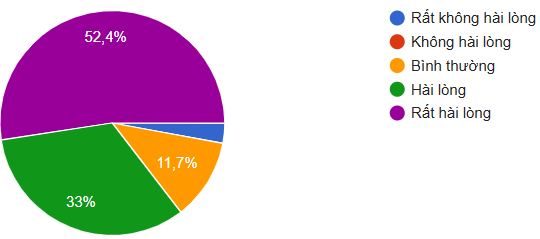 52,4%
11,7%
33%
Rất không hài lòng
Không hài lòng
Bình thường
Hài lòng
Rất hài lòng